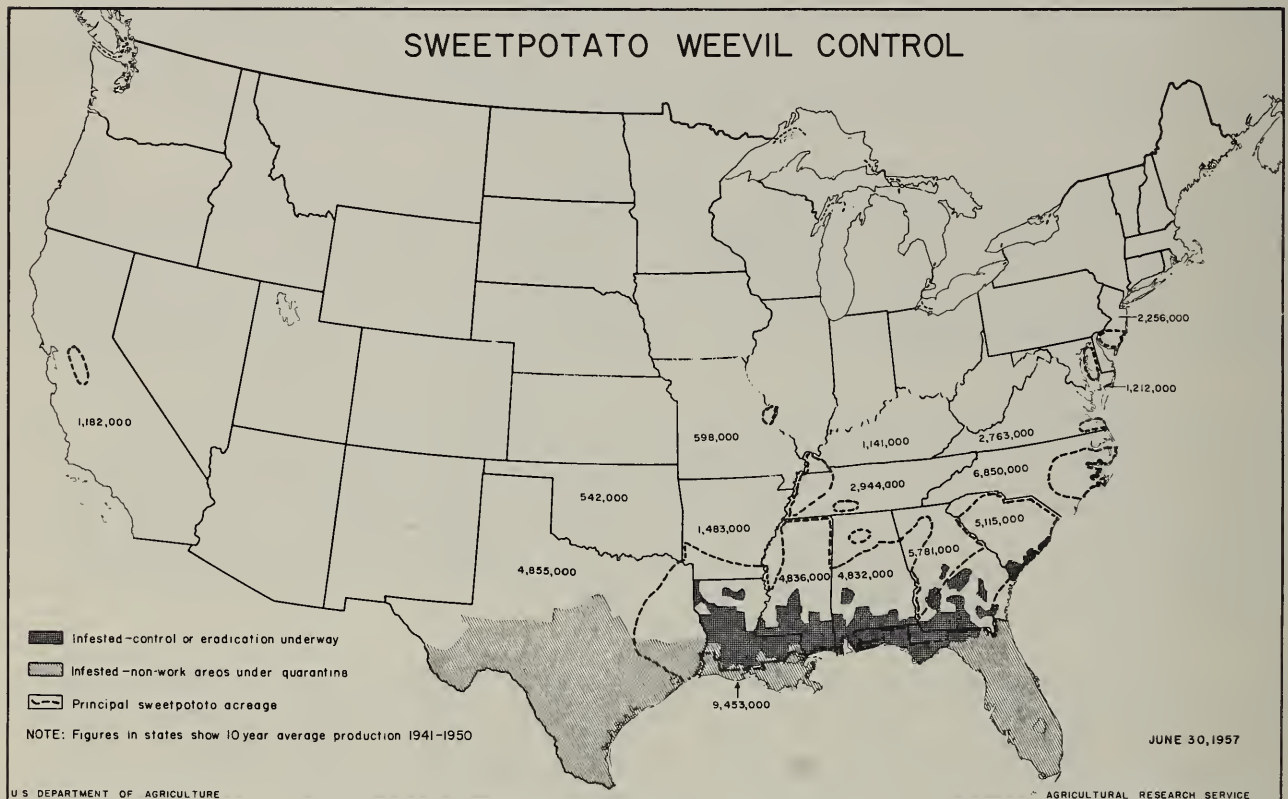 SWEETPOTATO WEEVIL CONTROL
2,256,000
1,212,000
1,182,000
598,000
1,141,000
2,763,000
542,000
2,944,000
6,850,000
1,483,000
5,115,000
4,855,000
4,836,000
4,832,000
5,781,000
9,453,000
Infested-control or eradication underway
Infested-non-work areas under quarantine
Principal sweetpotato acreage
NOTE: Figures in states show 10 year average production 1941-1950
JUNE 30, 1957
U S DEPARTMENT OF AGRICULTURE
AGRICULTURAL RESEARCH SERVICE